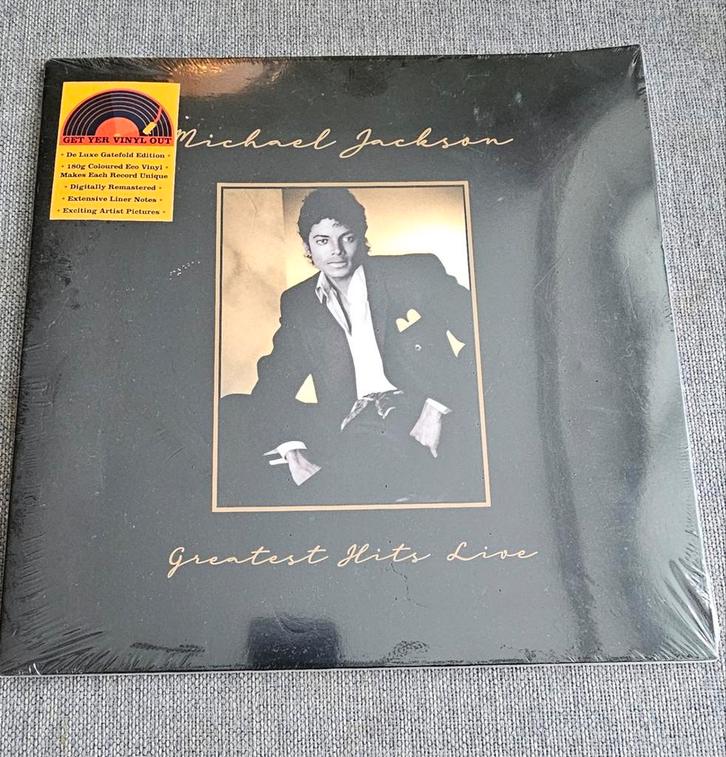 GET YER VINYL OUT
• De Luxe Gatefold Edition •
• 180g Coloured Eco Vinyl •
Makes Each Record Unique
• Digitally Remastered •
• Extensive Liner Notes •
• Exciting Artist Pictures •
Michael Jackson
Greatest Hits Live